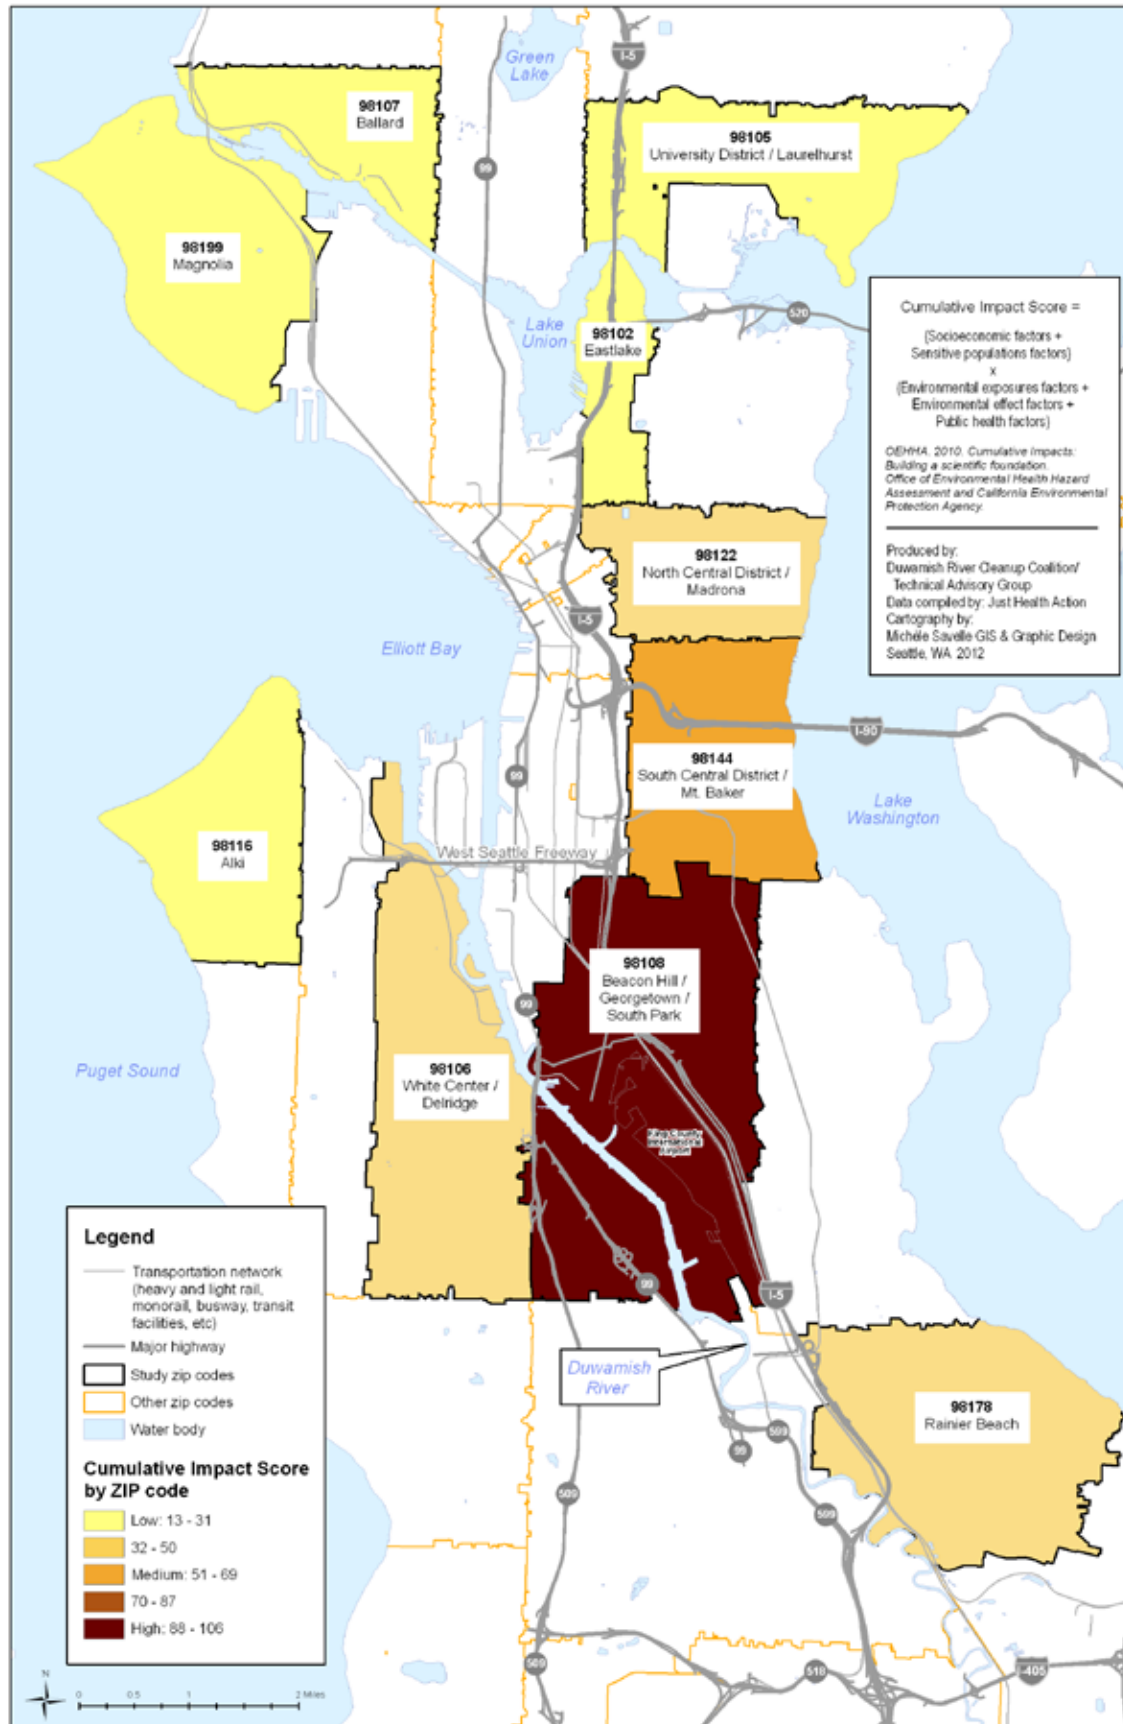 Green
Lake
I-5
98107
Ballard
98105
University District / Laurelhurst
99
98199
Magnolia
Lake
Union
98102
Eastlake
520
Cumulative Impact Score =
(Socioeconomic factors +
Sensitive populations factors)
x
(Environmental exposures factors +
Environmental effect factors +
Public health factors)
OEHHA. 2010. Cumulative Impacts:
Building a scientific foundation.
Office of Environmental Health Hazard
Assessment and California Environmental
Protection Agency.
Produced by:
Duwamish River Cleanup Coalition/
Technical Advisory Group
Data compiled by: Just Health Action
Cartography by:
Michéle Savelle GIS & Graphic Design
Seattle, WA 2012
98122
North Central District /
Madrona
I-5
Elliott Bay
I-90
98144
South Central District /
Mt. Baker
99
Lake
Washington
98116
Alki
West Seattle Freeway
98108
Beacon Hill /
Georgetown /
South Park
99
Puget Sound
98106
White Center /
Delridge
King County
International
Airport
99
I-5
Duwamish
River
98178
Rainier Beach
599
99
509
599
Legend
Transportation network
(heavy and light rail,
monorail, busway, transit
facilities, etc)
Major highway
Study zip codes
Other zip codes
Water body
Cumulative Impact Score
by ZIP code
Low: 13 - 31
32 - 50
Medium: 51 - 69
70 - 87
High: 88 - 106
509
518
I-405
N
0 0.5 1 2 Miles